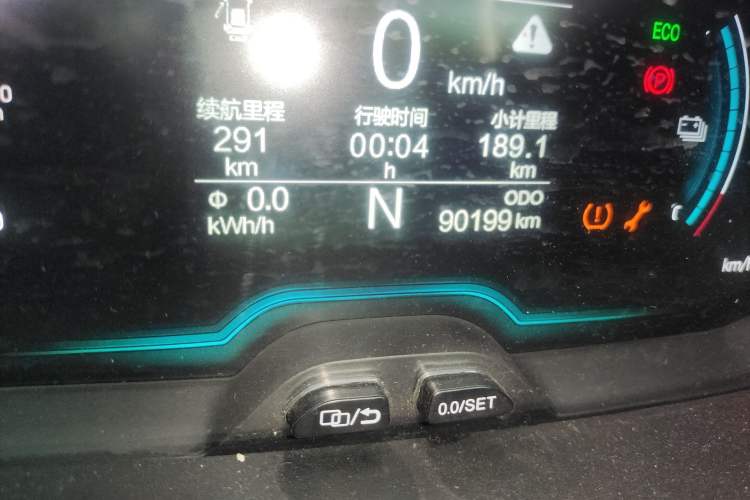 0 km/h
ECO
续航里程 行驶时间 小计里程
291 00:04 189.1
km h km
Φ 0.0 N ODO
kWh/h 90199 km
km/h
0.0/SET